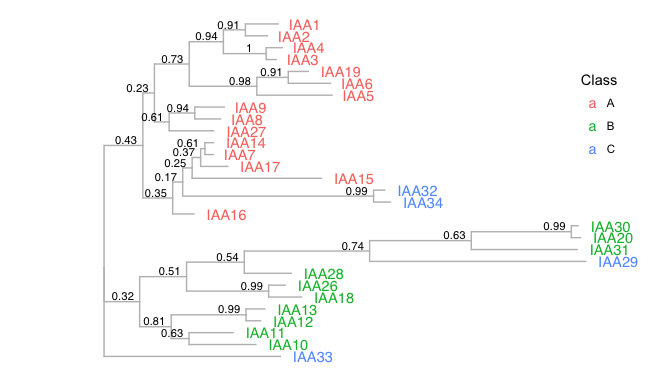 0.91 IAA1
0.94 IAA2
1 IAA4
IAA3
0.73
0.91 IAA19
0.98 IAA6
IAA5
0.23
0.94 IAA9
0.61 IAA8
IAA27
0.43
0.61 IAA14
0.37 IAA7
0.25 IAA17
0.17 IAA15
0.99 IAA32
0.35 IAA34
IAA16
0.99 IAA30
0.63 IAA20
0.74 IAA31
0.54 IAA29
0.51 IAA28
0.99 IAA26
IAA18
0.32
0.99 IAA13
0.81 IAA12
0.63 IAA11
IAA10
IAA33
Class
a A
a B
a C